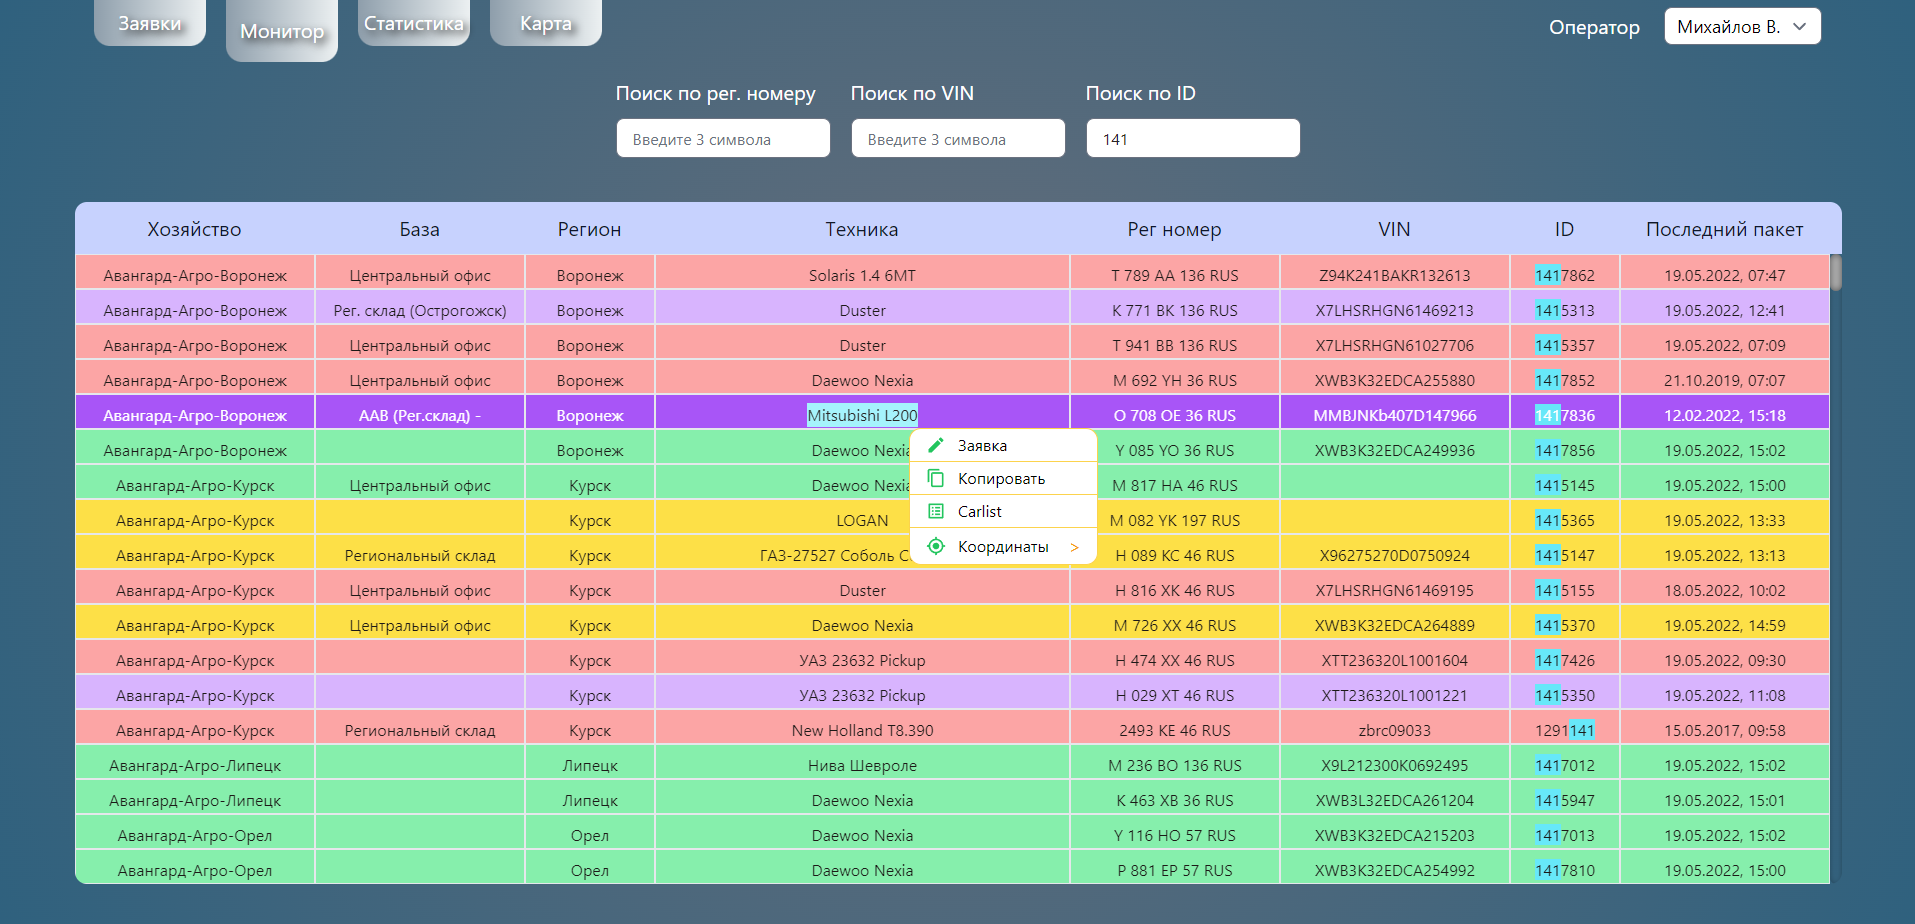 Заявки Монитор Статистика Карта Оператор Михайлов В.
Поиск по рег. номеру Поиск по VIN Поиск по ID
Введите 3 символа Введите 3 символа 141
Хозяйство База Регион Техника Рег номер VIN ID Последний пакет
Авангард-Агро-Воронеж Центральный офис Воронеж Solaris 1.4 6MT Т 789 АА 136 RUS Z94K241BAKR132613 1417862 19.05.2022, 07:47
Авангард-Агро-Воронеж Рег. склад (Острогожск) Воронеж Duster К 771 ВК 136 RUS X7LHSRHGN61469213 1415313 19.05.2022, 12:41
Авангард-Агро-Воронеж Центральный офис Воронеж Duster Т 941 ВВ 136 RUS X7LHSRHGN61027706 1415357 19.05.2022, 07:09
Авангард-Агро-Воронеж Центральный офис Воронеж Daewoo Nexia М 692 УН 36 RUS XWB3K32EDCA255880 1417852 21.10.2019, 07:07
Авангард-Агро-Воронеж ААВ (Рег.склад) - Воронеж Mitsubishi L200 О 708 ОЕ 36 RUS MMBJNKb407D147966 1417836 12.02.2022, 15:18
Авангард-Агро-Воронеж Воронеж Daewoo Nexia У 085 УО 36 RUS XWB3K32EDCA249936 1417856 19.05.2022, 15:02
Авангард-Агро-Курск Центральный офис Курск Daewoo Nexia М 817 НА 46 RUS 1415145 19.05.2022, 15:00
Авангард-Агро-Курск Курск LOGAN М 082 УК 197 RUS 1415365 19.05.2022, 13:33
Авангард-Агро-Курск Региональный склад Курск ГАЗ-27527 Соболь Н 089 КС 46 RUS X96275270D0750924 1415147 19.05.2022, 13:13
Авангард-Агро-Курск Центральный офис Курск Duster Н 816 ХК 46 RUS X7LHSRHGN61469195 1415155 18.05.2022, 10:02
Авангард-Агро-Курск Центральный офис Курск Daewoo Nexia М 726 ХХ 46 RUS XWB3K32EDCA264889 1415370 19.05.2022, 14:59
Авангард-Агро-Курск Курск УАЗ 23632 Pickup Н 474 ХХ 46 RUS XTT236320L1001604 1417426 19.05.2022, 09:30
Авангард-Агро-Курск Курск УАЗ 23632 Pickup Н 029 ХТ 46 RUS XTT236320L1001221 1415350 19.05.2022, 11:08
Авангард-Агро-Курск Региональный склад Курск New Holland T8.390 2493 КЕ 46 RUS zbrc09033 1291141 15.05.2017, 09:58
Авангард-Агро-Липецк Липецк Нива Шевроле М 236 ВО 136 RUS X9L212300K0692495 1417012 19.05.2022, 15:02
Авангард-Агро-Липецк Липецк Daewoo Nexia К 463 ХВ 36 RUS XWB3L32EDCA261204 1415947 19.05.2022, 15:01
Авангард-Агро-Орел Орел Daewoo Nexia У 116 НО 57 RUS XWB3K32EDCA215203 1417013 19.05.2022, 15:02
Авангард-Агро-Орел Орел Daewoo Nexia Р 881 ЕР 57 RUS XWB3K32EDCA254992 1417810 19.05.2022, 15:00
Заявка
Копировать
Carlist
Координаты >